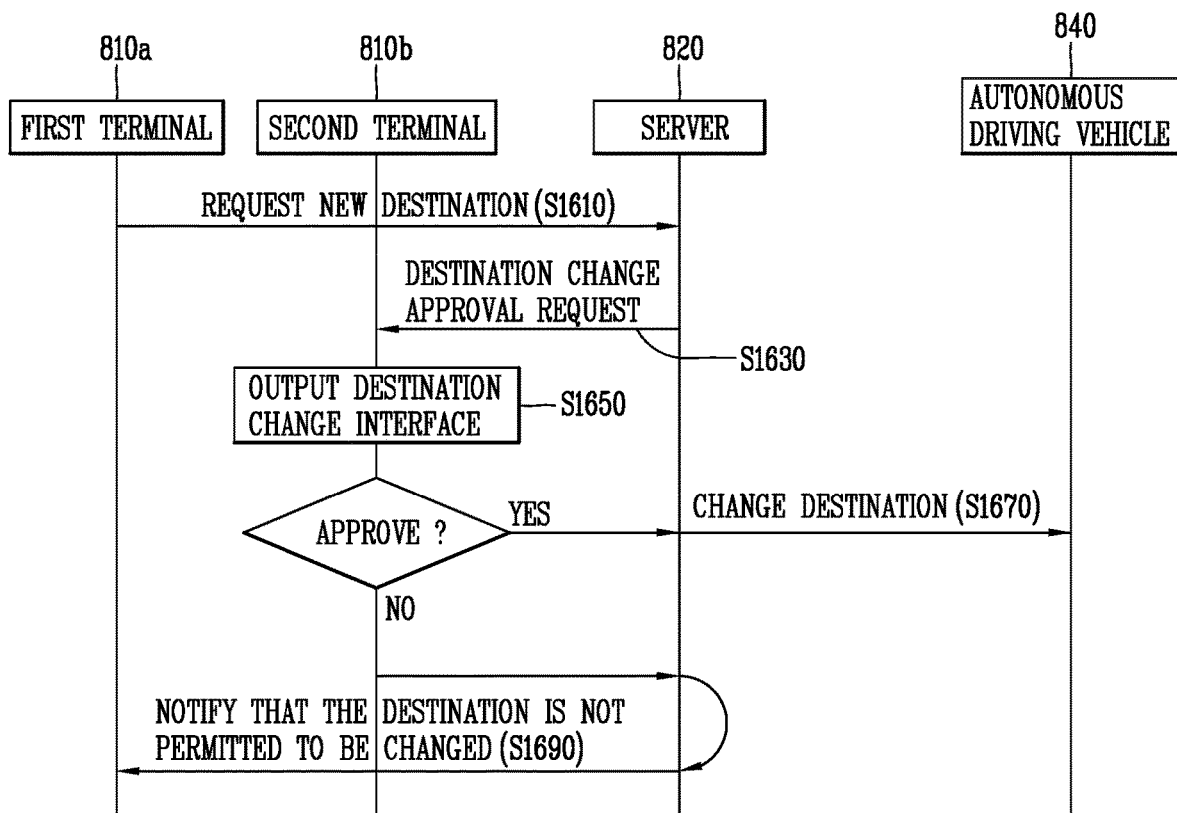 810a
810b
820
840
FIRST TERMINAL
SECOND TERMINAL
SERVER
AUTONOMOUS
DRIVING VEHICLE
REQUEST NEW DESTINATION (S1610)
DESTINATION CHANGE
APPROVAL REQUEST
S1630
OUTPUT DESTINATION
CHANGE INTERFACE
S1650
APPROVE ?
YES
CHANGE DESTINATION (S1670)
NO
NOTIFY THAT THE DESTINATION IS NOT
PERMITTED TO BE CHANGED (S1690)